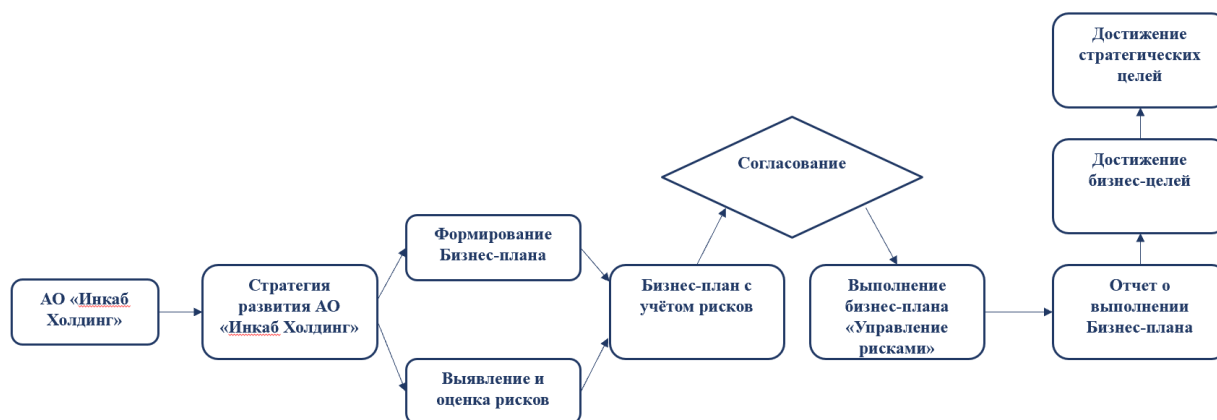 АО «Инкаб
Холдинг»
Стратегия
развития АО
«Инкаб Холдинг»
Формирование
Бизнес-плана
Выявление и
оценка рисков
Бизнес-план с
учётом рисков
Согласование
Выполнение
бизнес-плана
«Управление
рисками»
Отчет о
выполнении
Бизнес-плана
Достижение
бизнес-целей
Достижение
стратегических
целей